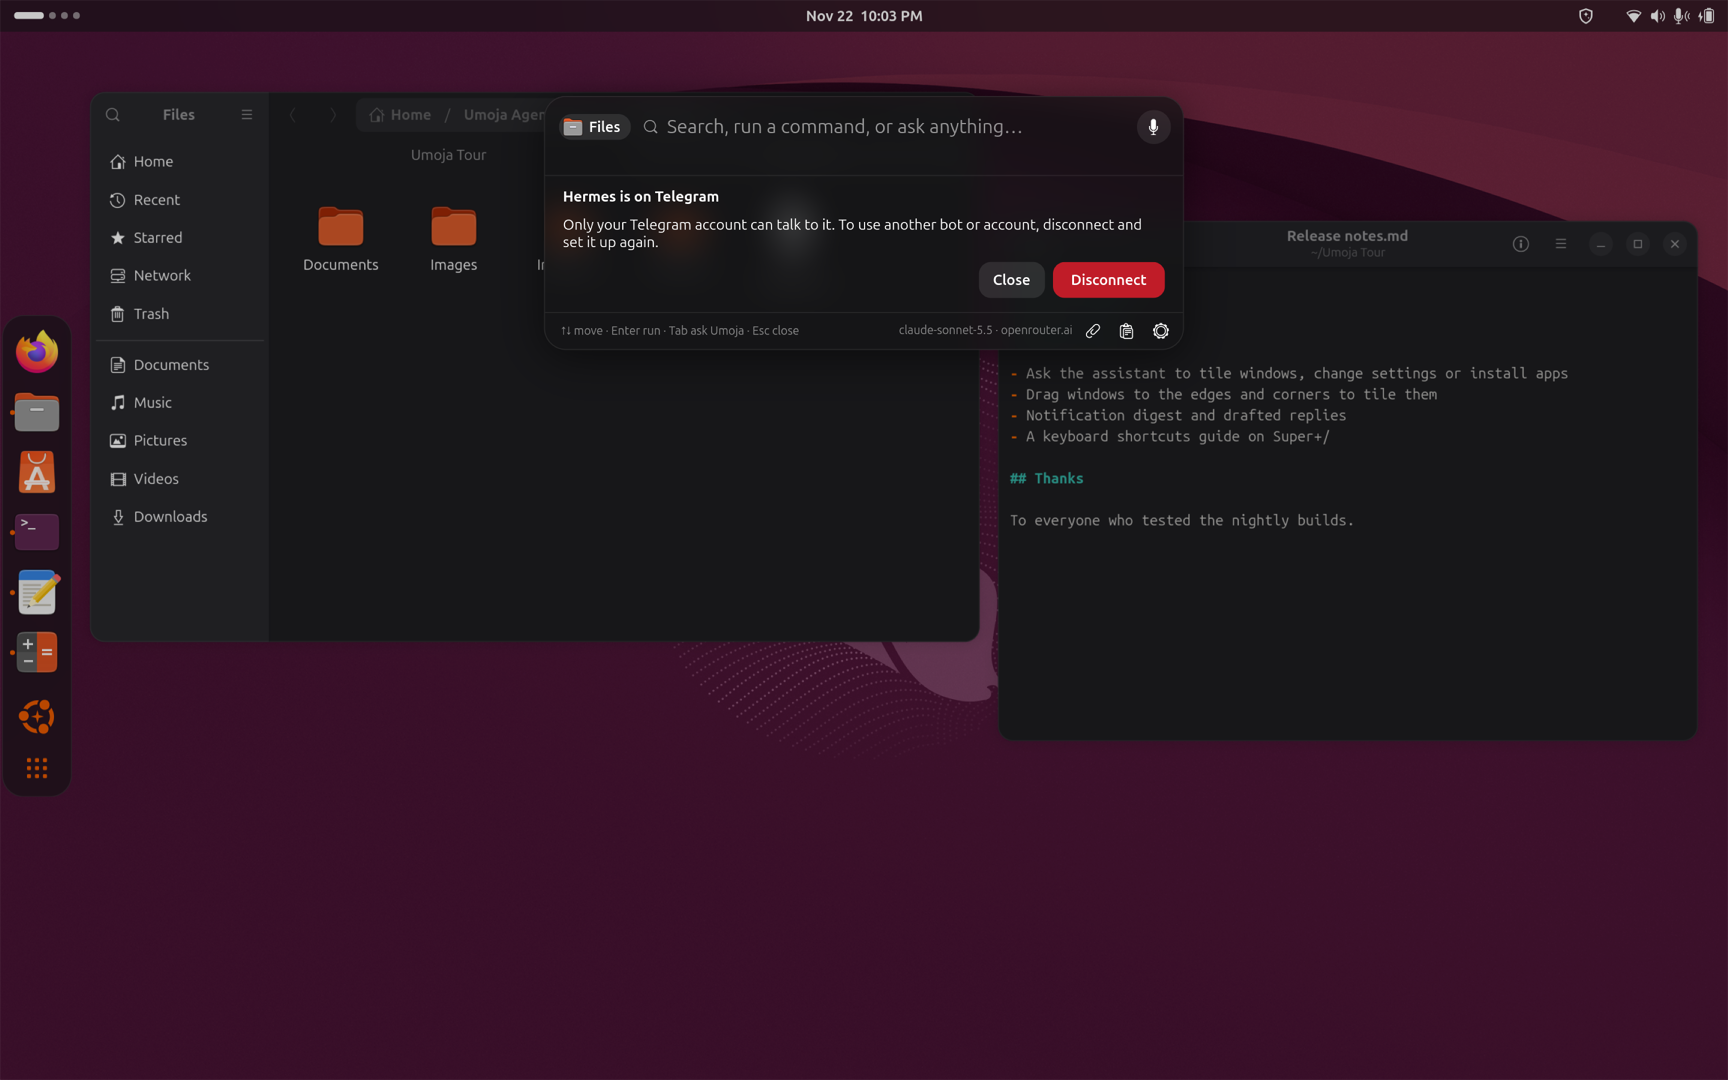 Nov 22 10:03 PM
Files
Home / Umoja Agen
Umoja Tour
Home
Recent
Starred
Network
Trash
Documents
Music
Pictures
Videos
Downloads
Documents
Images
Files
Search, run a command, or ask anything…
Hermes is on Telegram
Only your Telegram account can talk to it. To use another bot or account, disconnect and
set it up again.
Close
Disconnect
↑↓ move · Enter run · Tab ask Umoja · Esc close
claude-sonnet-5.5 · openrouter.ai
Release notes.md
~/Umoja Tour
- Ask the assistant to tile windows, change settings or install apps
- Drag windows to the edges and corners to tile them
- Notification digest and drafted replies
- A keyboard shortcuts guide on Super+/
## Thanks
To everyone who tested the nightly builds.